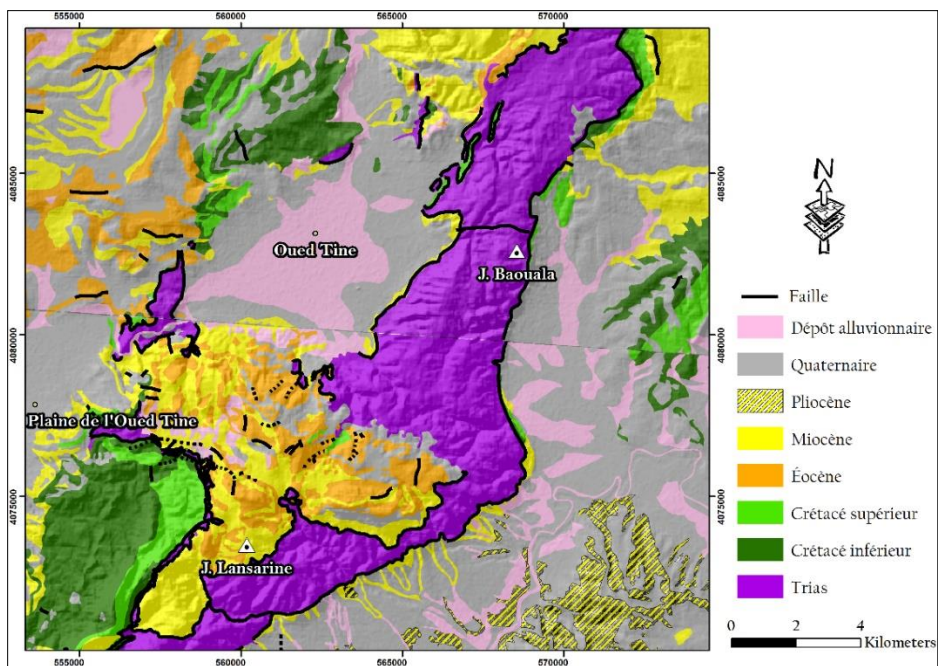 555000 560000 565000 570000
N
4085000 4085000
Oued Tine
J. Baouala
4080000 4080000
Plaine de l'Oued Tine
4075000 4075000
J. Lansarine
555000 560000 565000 570000
Faille
Dépôt alluvionnaire
Quaternaire
Pliocène
Miocène
Éocène
Crétacé supérieur
Crétacé inférieur
Trias
0 2 4
Kilometers